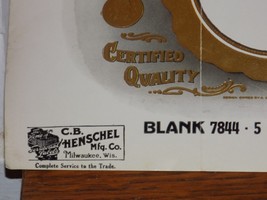 CERTIFIED
QUALITY
C.B.
HENSCHEL
Mfg. Co.
Milwaukee, Wis.
Complete Service to the Trade.
BLANK 7844 - 5